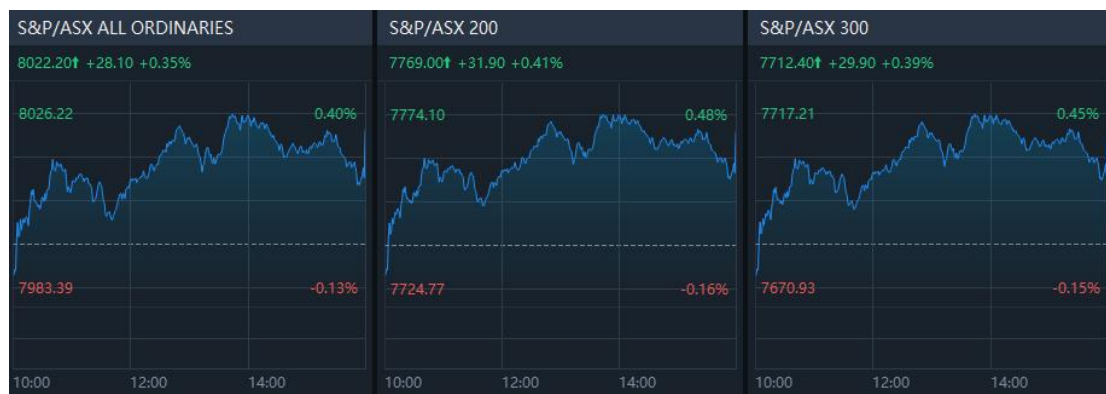 S&P/ASX ALL ORDINARIES
8022.20⬆ +28.10 +0.35%
8026.22 0.40%
7983.39 -0.13%
10:00 12:00 14:00
S&P/ASX 200
7769.00⬆ +31.90 +0.41%
7774.10 0.48%
7724.77 -0.16%
10:00 12:00 14:00
S&P/ASX 300
7712.40⬆ +29.90 +0.39%
7717.21 0.45%
7670.93 -0.15%
10:00 12:00 14:00